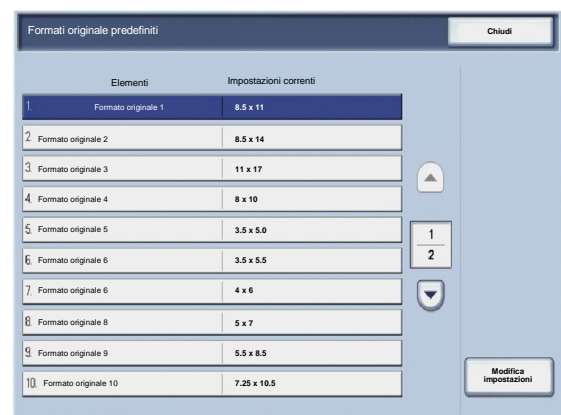 Formati originale predefiniti
Chiudi
Elementi Impostazioni correnti
1. Formato originale 1 8.5 x 11
2. Formato originale 2 8.5 x 14
3. Formato originale 3 11 x 17
4. Formato originale 4 8 x 10
5. Formato originale 5 3.5 x 5.0
6. Formato originale 6 3.5 x 5.5
7. Formato originale 6 4 x 6
8. Formato originale 8 5 x 7
9. Formato originale 9 5.5 x 8.5
10. Formato originale 10 7.25 x 10.5
1
2
Modifica
impostazioni